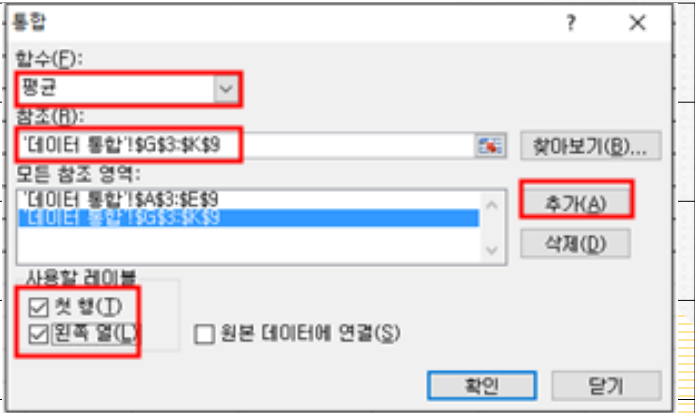 통합
?
함수(F):
평균
참조(R):
'데이터 통합'!$G$3:$K$9
찾아보기(B)...
모든 참조 영역:
'데이터 통합'!$A$3:$E$9
'데이터 통합'!$G$3:$K$9
추가(A)
삭제(D)
사용할 레이블
첫 행(T)
왼쪽 열(L)
원본 데이터에 연결(S)
확인
닫기